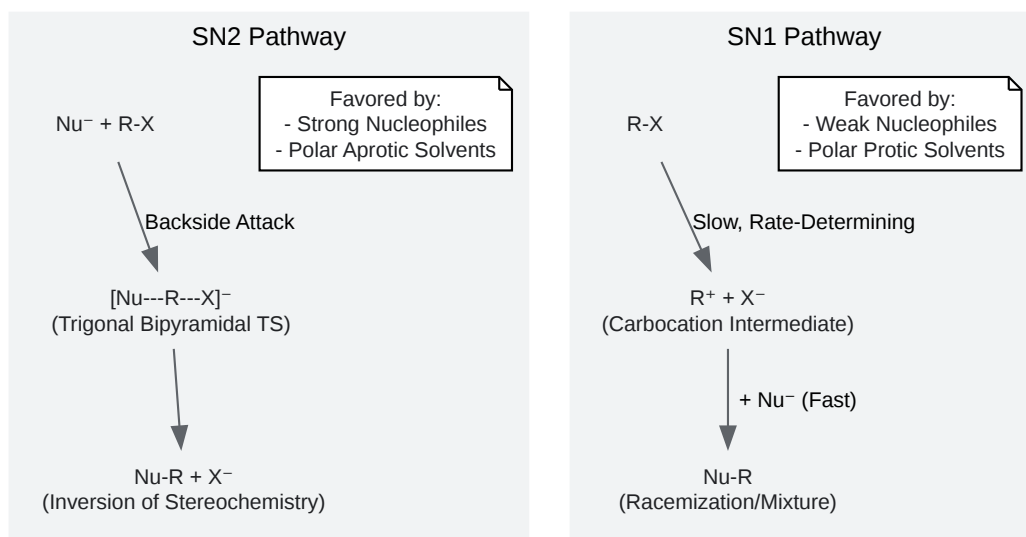 SN2 Pathway
Favored by:
- Strong Nucleophiles
- Polar Aprotic Solvents
Nu⁻ + R-X
Backside Attack
[Nu---R---X]⁻
(Trigonal Bipyramidal TS)
Nu-R + X⁻
(Inversion of Stereochemistry)
SN1 Pathway
Favored by:
- Weak Nucleophiles
- Polar Protic Solvents
R-X
Slow, Rate-Determining
R⁺ + X⁻
(Carbocation Intermediate)
+ Nu⁻ (Fast)
Nu-R
(Racemization/Mixture)